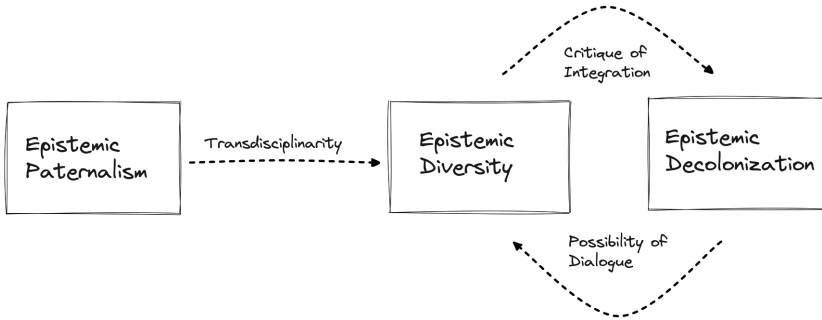 Critique of
Integration
Epistemic
Paternalism
Transdisciplinarity
Epistemic
Diversity
Epistemic
Decolonization
Possibility of
Dialogue